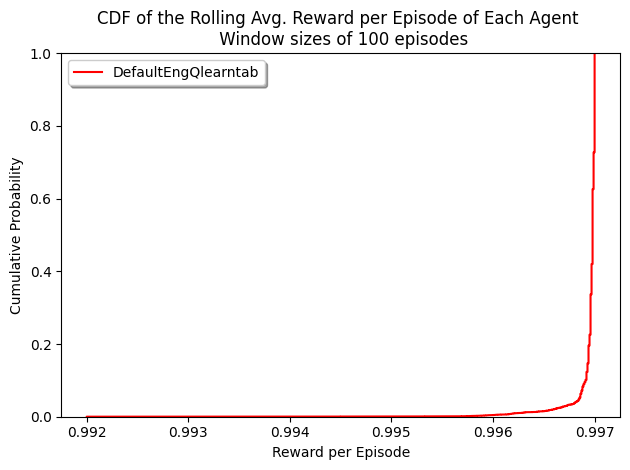 CDF of the Rolling Avg. Reward per Episode of Each Agent
Window sizes of 100 episodes
DefaultEngQlearntab
Cumulative Probability
1.0
0.8
0.6
0.4
0.2
0.0
0.992 0.993 0.994 0.995 0.996 0.997
Reward per Episode